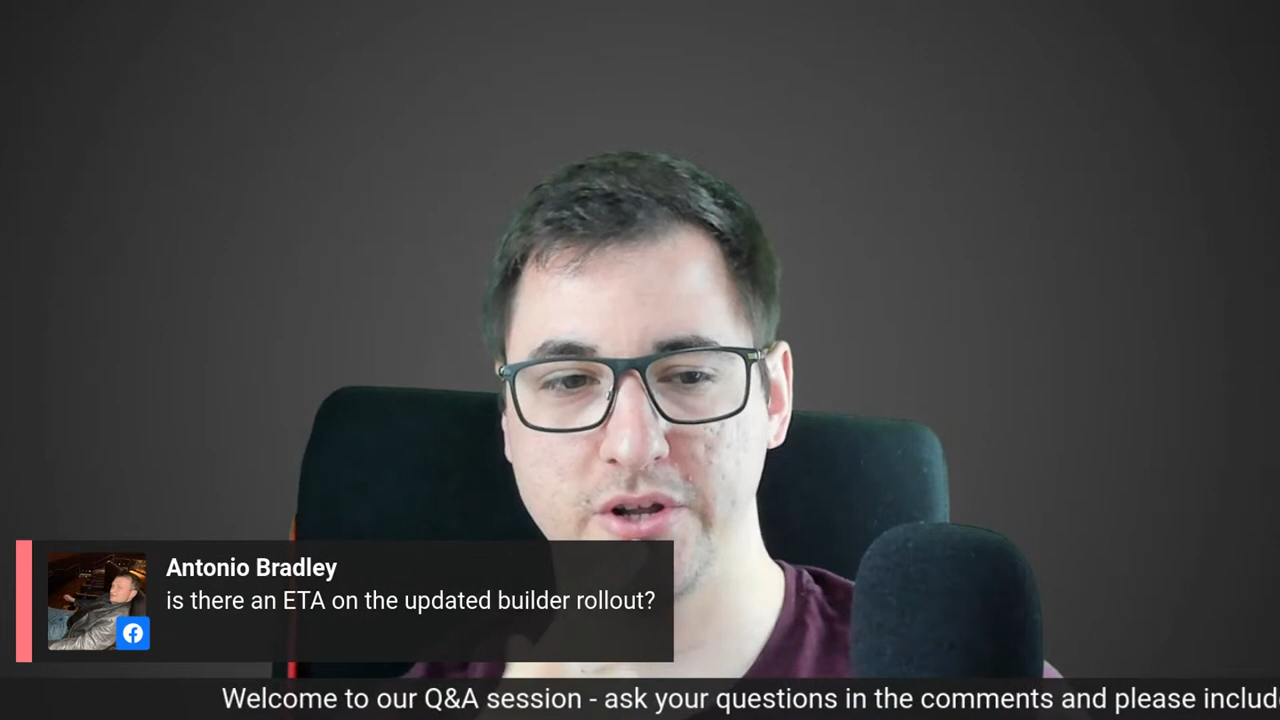 Antonio Bradley
is there an ETA on the updated builder rollout?
Welcome to our Q&A session - ask your questions in the comments and please includ